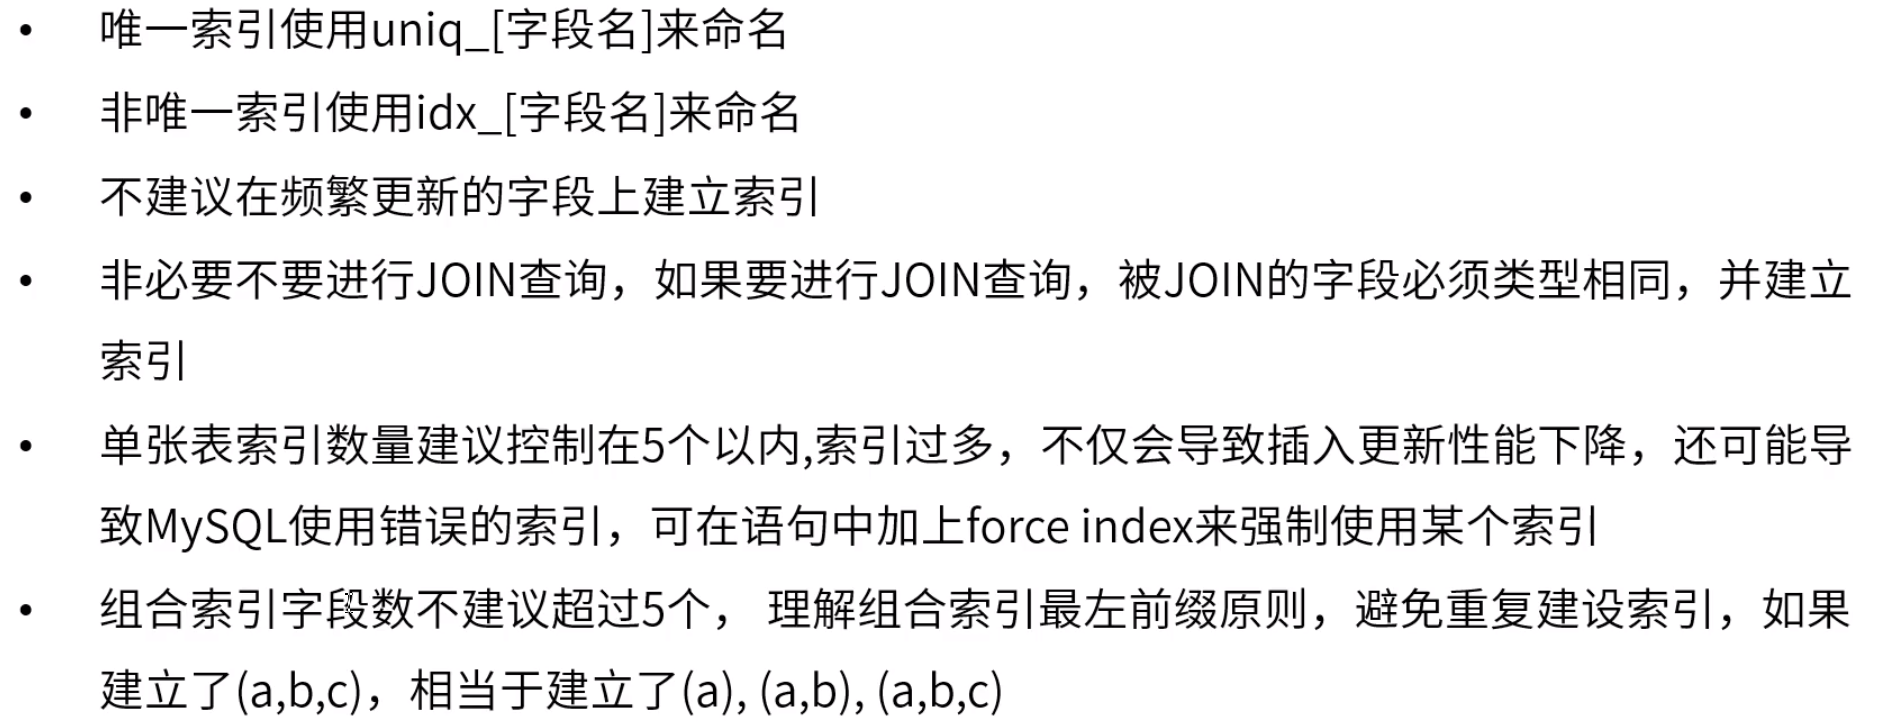 • 唯一索引使用uniq_[字段名]来命名
• 非唯一索引使用idx_[字段名]来命名
• 不建议在频繁更新的字段上建立索引
• 非必要不要进行JOIN查询，如果要进行JOIN查询，被JOIN的字段必须类型相同，并建立
索引
• 单张表索引数量建议控制在5个以内,索引过多，不仅会导致插入更新性能下降，还可能导
致MySQL使用错误的索引，可在语句中加上force index来强制使用某个索引
• 组合索引字段数不建议超过5个， 理解组合索引最左前缀原则，避免重复建设索引，如果
建立了(a,b,c)，相当于建立了(a), (a,b), (a,b,c)